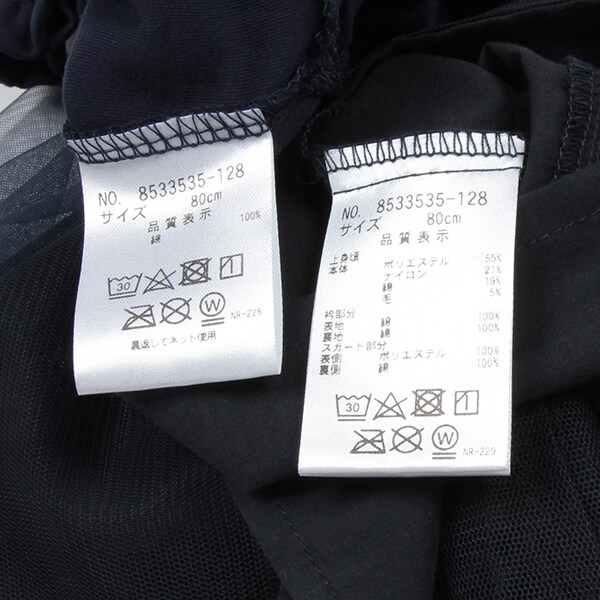 NO. 8533535-128
サイズ 80cm
品質表示
綿 100%
30
W
NR-228
裏返してネット使用
NO. 8533535-128
サイズ 80cm
品質表示
上身頃
本体 ポリエステル 55%
ナイロン 21%
綿 19%
毛 5%
衿部分
表地 綿 100%
裏地 綿 100%
スカート部分
表側 ポリエステル 100%
裏側 綿 100%
30
W
NR-229